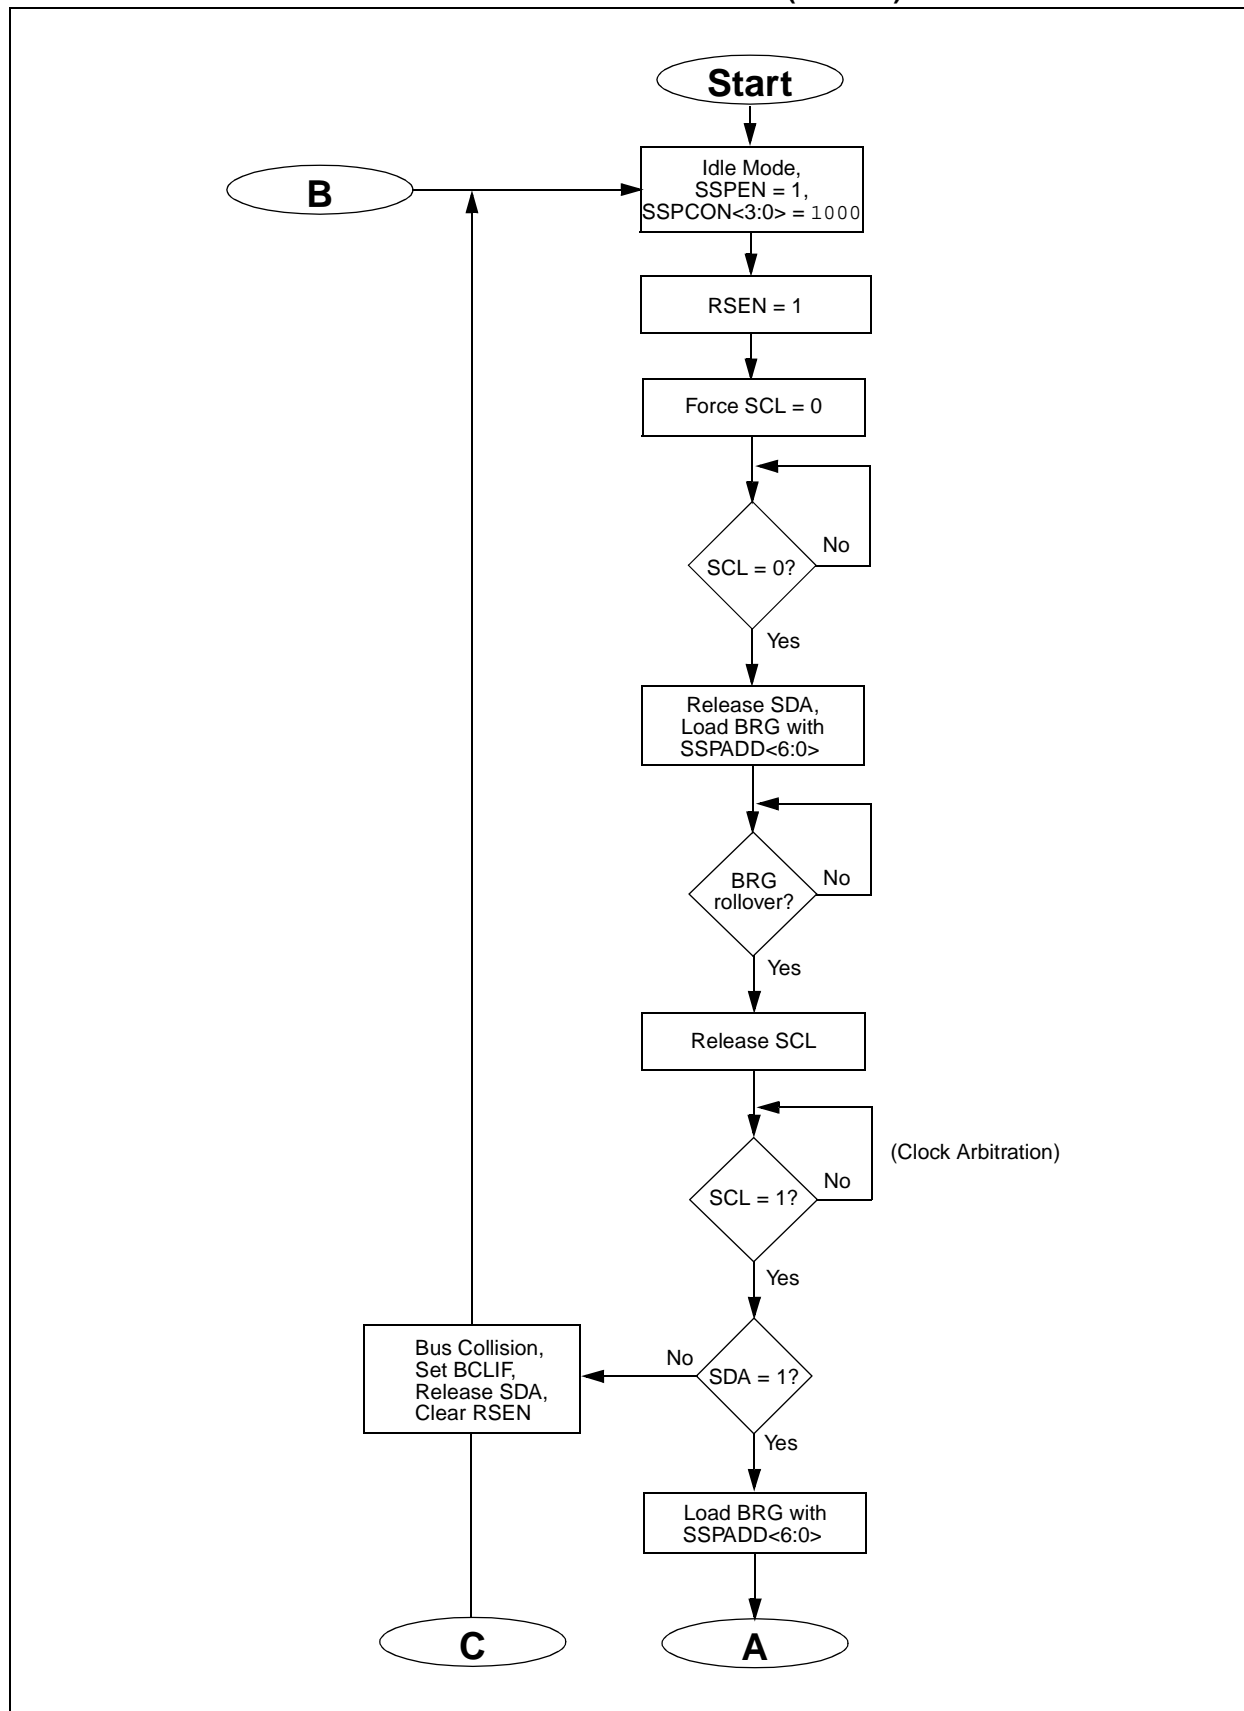 Start
B
Idle Mode,
SSPEN = 1,
SSPCON<3:0> = 1000
RSEN = 1
Force SCL = 0
No
SCL = 0?
Yes
Release SDA,
Load BRG with
SSPADD<6:0>
BRG
rollover?
No
Yes
Release SCL
(Clock Arbitration)
No
SCL = 1?
Yes
Bus Collision,
Set BCLIF,
Release SDA,
Clear RSEN
No
SDA = 1?
Yes
Load BRG with
SSPADD<6:0>
C
A